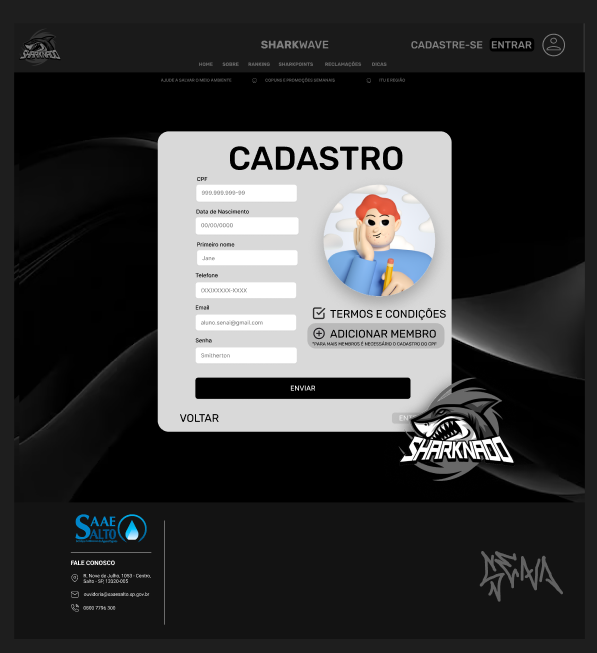 SHARKNADO
SHARKWAVE
CADASTRE-SE ENTRAR
HOME SOBRE RANKING SHARKPOINTS RECLAMAÇÕES DICAS
AJUDE A SALVAR O MEIO AMBIENTE
CUPONS E PROMOÇÕES SEMANAIS
ITU E REGIÃO
CADASTRO
CPF
999.999.999-99
Data de Nascimento
00/00/0000
Primeiro nome
Jane
Telefone
(XX)XXXXX-XXXX
Email
aluno.senai@gmail.com
Senha
Smitherton
TERMOS E CONDIÇÕES
ADICIONAR MEMBRO
*PARA MAIS MEMBROS É NECESSÁRIO O CADASTRO DO CPF
ENVIAR
VOLTAR
SHARKNADO
SAAE
SALTO
FALE CONOSCO
R. Nove de Julho, 1053 - Centro,
Salto - SP, 13320-005
ouvidoria@saaesalto.sp.gov.br
0800 7796 300